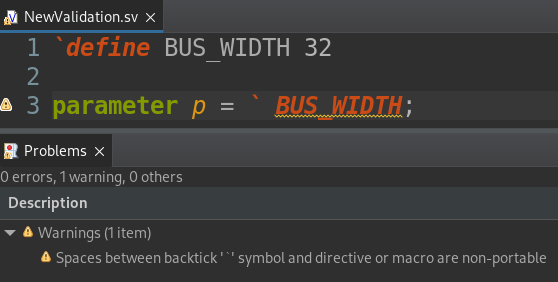 NewValidation.sv
1 `define BUS_WIDTH 32
2
3 parameter p = ` BUS_WIDTH;
Problems
0 errors, 1 warning, 0 others
Description
Warnings (1 item)
Spaces between backtick '`' symbol and directive or macro are non-portable